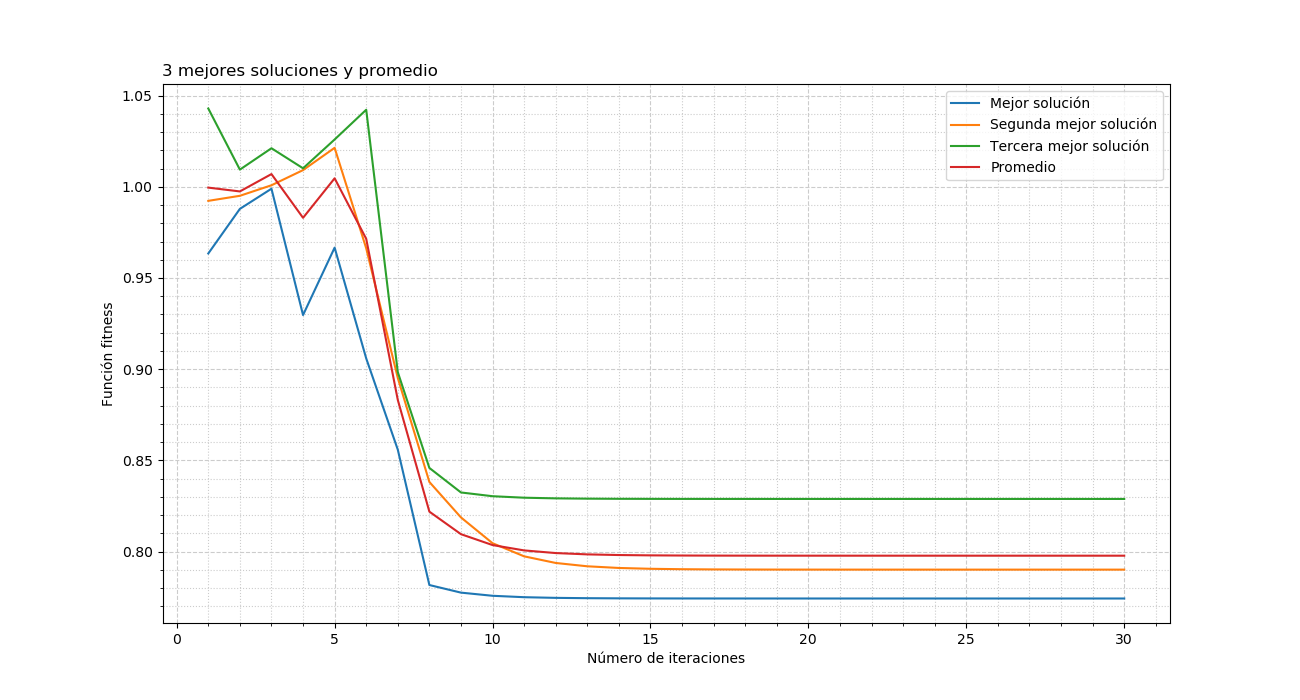 3 mejores soluciones y promedio
1.05
1.00
0.95
0.90
0.85
0.80
Función fitness
Mejor solución
Segunda mejor solución
Tercera mejor solución
Promedio
0 5 10 15 20 25 30
Número de iteraciones